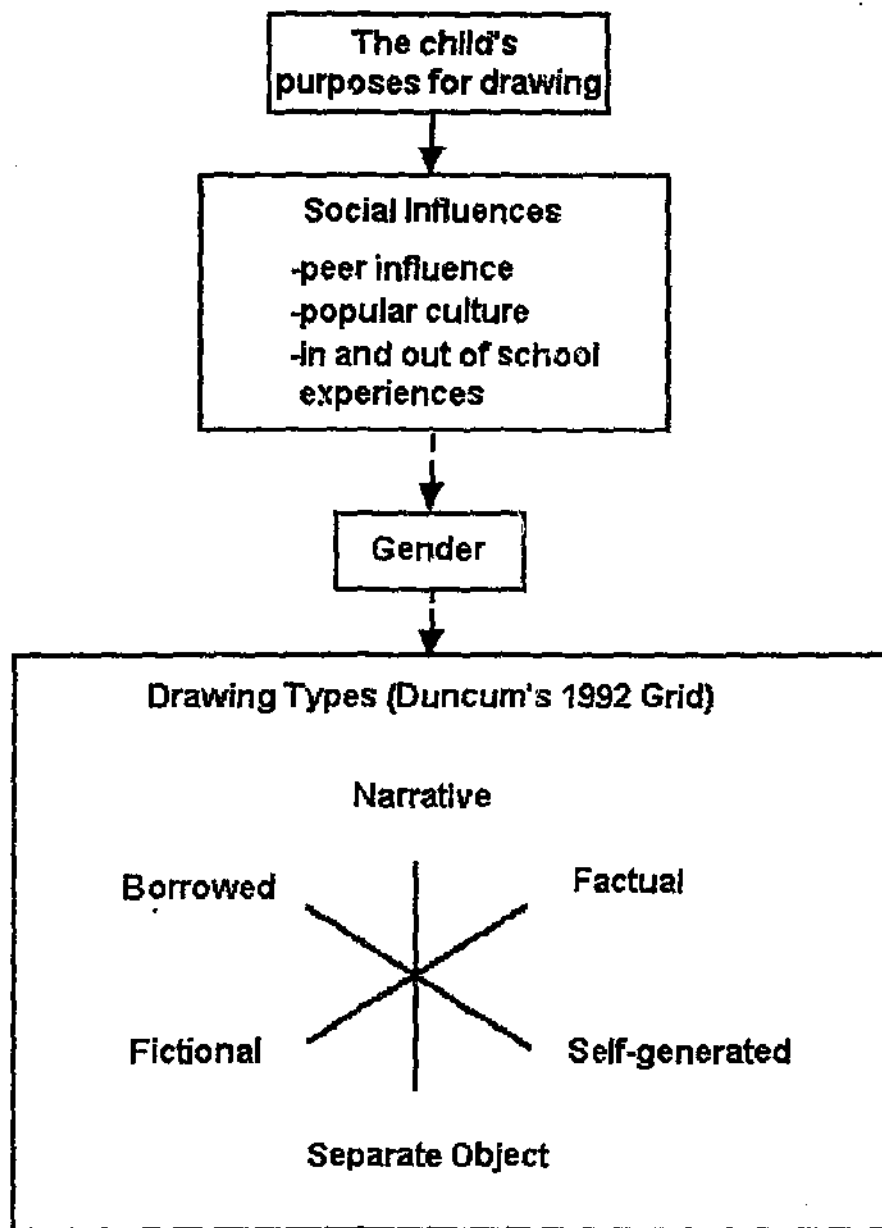 The child's
purposes for drawing
Social Influences
-peer influence
-popular culture
-in and out of school
experiences
Gender
Drawing Types (Duncum's 1992 Grid)
Narrative
Borrowed
Factual
Fictional
Self-generated
Separate Object